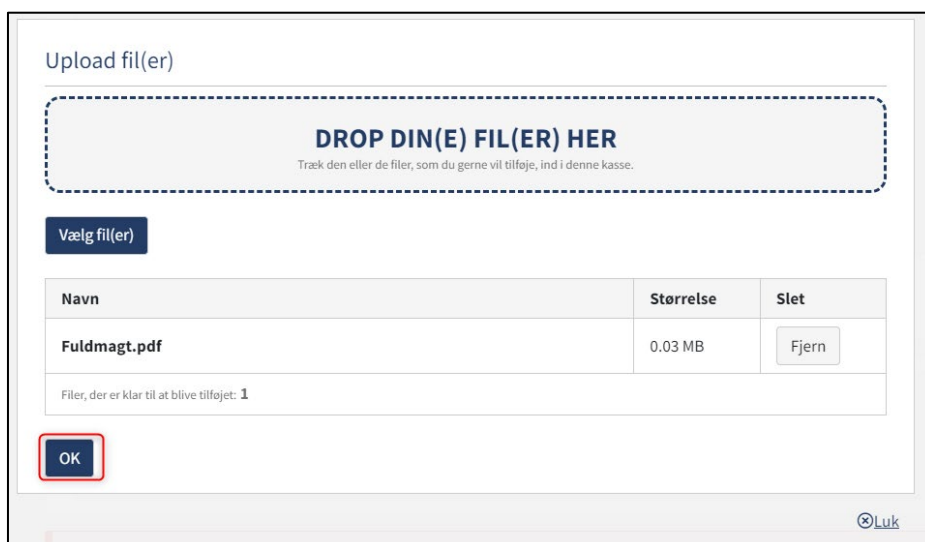 Upload fil(er)
DROP DIN(E) FIL(ER) HER
Træk den eller de filer, som du gerne vil tilføje, ind i denne kasse.
Vælg fil(er)
Navn Størrelse Slet
Fuldmagt.pdf 0.03 MB Fjern
Filer, der er klar til at blive tilføjet: 1
OK
Luk